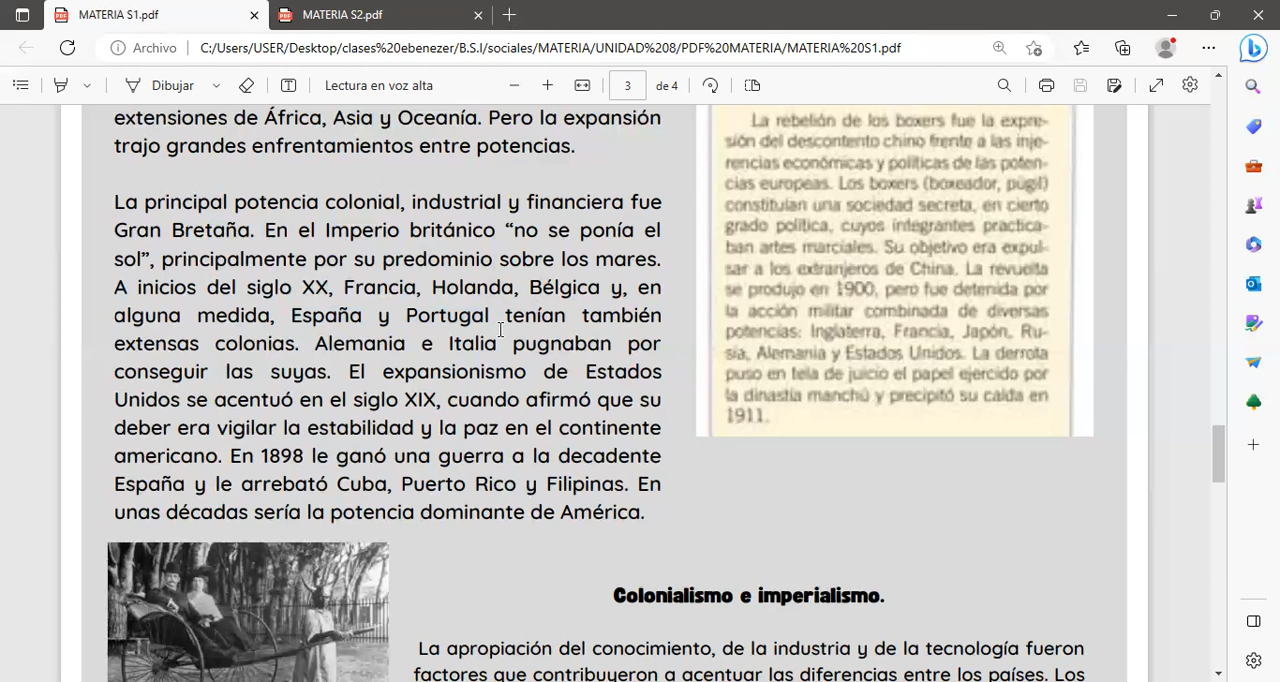 MATERIA S1.pdf
MATERIA S2.pdf
Archivo
C:/Users/USER/Desktop/clases%20ebenezer/B.S.I/sociales/MATERIA/UNIDAD%208/PDF%20MATERIA/MATERIA%20S1.pdf
Dibujar
Lectura en voz alta
3
de 4
extensiones de África, Asia y Oceanía. Pero la expansión
trajo grandes enfrentamientos entre potencias.
La principal potencia colonial, industrial y financiera fue
Gran Bretaña. En el Imperio británico “no se ponía el
sol”, principalmente por su predominio sobre los mares.
A inicios del siglo XX, Francia, Holanda, Bélgica y, en
alguna medida, España y Portugal tenían también
extensas colonias. Alemania e Italia pugnaban por
conseguir las suyas. El expansionismo de Estados
Unidos se acentuó en el siglo XIX, cuando afirmó que su
deber era vigilar la estabilidad y la paz en el continente
americano. En 1898 le ganó una guerra a la decadente
España y le arrebató Cuba, Puerto Rico y Filipinas. En
unas décadas sería la potencia dominante de América.
La rebelión de los boxers fue la expre-
sión del descontento chino frente a las inje-
rencias económicas y políticas de las poten-
cias europeas. Los boxers (boxeador, púgil)
constituían una sociedad secreta, en cierto
grado política, cuyos integrantes practica-
ban artes marciales. Su objetivo era expul-
sar a los extranjeros de China. La revuelta
se produjo en 1900, pero fue detenida por
la acción militar combinada de diversas
potencias: Inglaterra, Francia, Japón, Ru-
sia, Alemania y Estados Unidos. La derrota
puso en tela de juicio el papel ejercido por
la dinastía manchú y precipitó su caída en
1911.
Colonialismo e imperialismo.
La apropiación del conocimiento, de la industria y de la tecnología fueron
factores que contribuyeron a acentuar las diferencias entre los países. Los